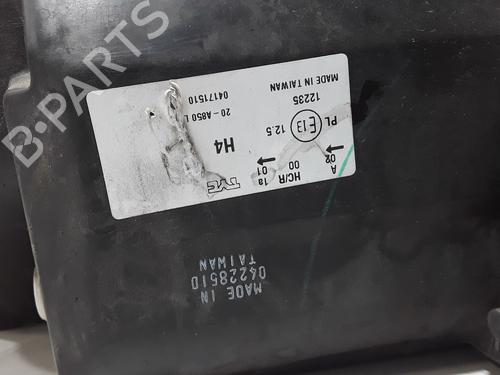 B-PARTS
TYC
1a
01
HC/R
00
A
02
H4
PL E13 12.5
20-A850
04171510
12235
MADE IN TAIWAN
MADE IN
04228510
TAIWAN